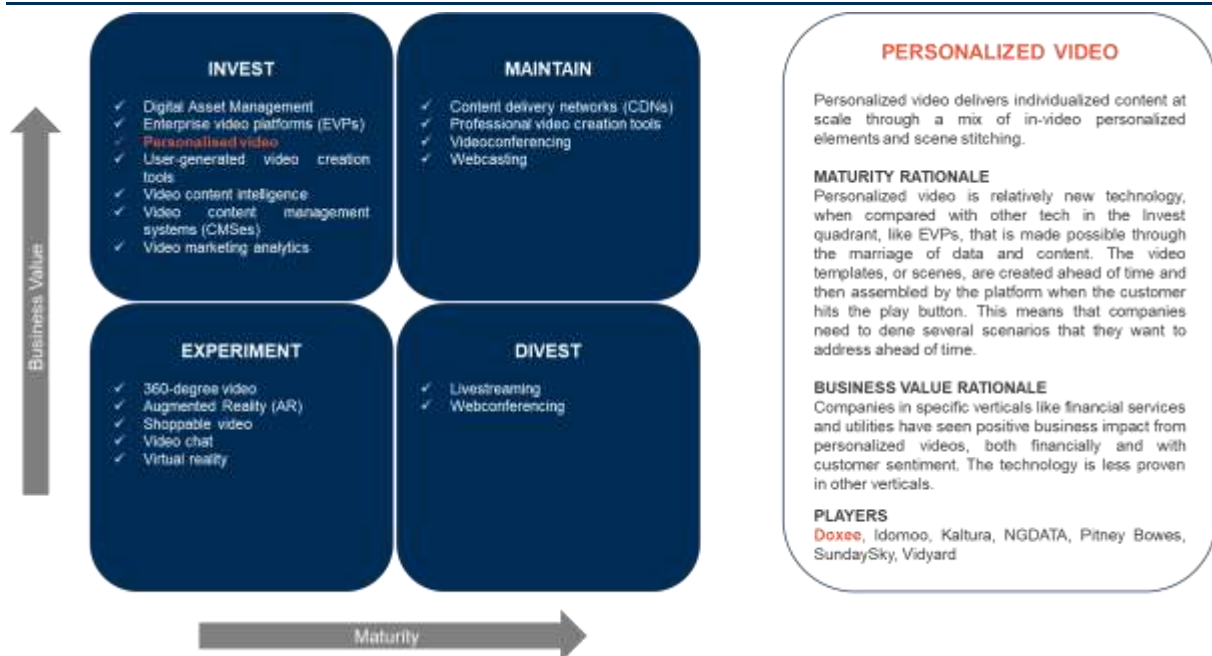 INVEST
✓ Digital Asset Management
✓ Enterprise video platforms (EVPs)
✓ Personalised video
✓ User-generated video creation
tools
✓ Video content intelligence
✓ Video content management
systems (CMSes)
✓ Video marketing analytics
MAINTAIN
✓ Content delivery networks (CDNs)
✓ Professional video creation tools
✓ Videoconferencing
✓ Webcasting
Business Value
EXPERIMENT
✓ 360-degree video
✓ Augmented Reality (AR)
✓ Shoppable video
✓ Video chat
✓ Virtual reality
DIVEST
✓ Livestreaming
✓ Webconferencing
Maturity
PERSONALIZED VIDEO
Personalized video delivers individualized content at
scale through a mix of in-video personalized
elements and scene stitching.
MATURITY RATIONALE
Personalized video is relatively new technology,
when compared with other tech in the Invest
quadrant, like EVPs, that is made possible through
the marriage of data and content. The video
templates, or scenes, are created ahead of time and
then assembled by the platform when the customer
hits the play button. This means that companies
need to dene several scenarios that they want to
address ahead of time.
BUSINESS VALUE RATIONALE
Companies in specific verticals like financial services
and utilities have seen positive business impact from
personalized videos, both financially and with
customer sentiment. The technology is less proven
in other verticals.
PLAYERS
Doxee, Idomoo, Kaltura, NGDATA, Pitney Bowes,
SundaySky, Vidyard